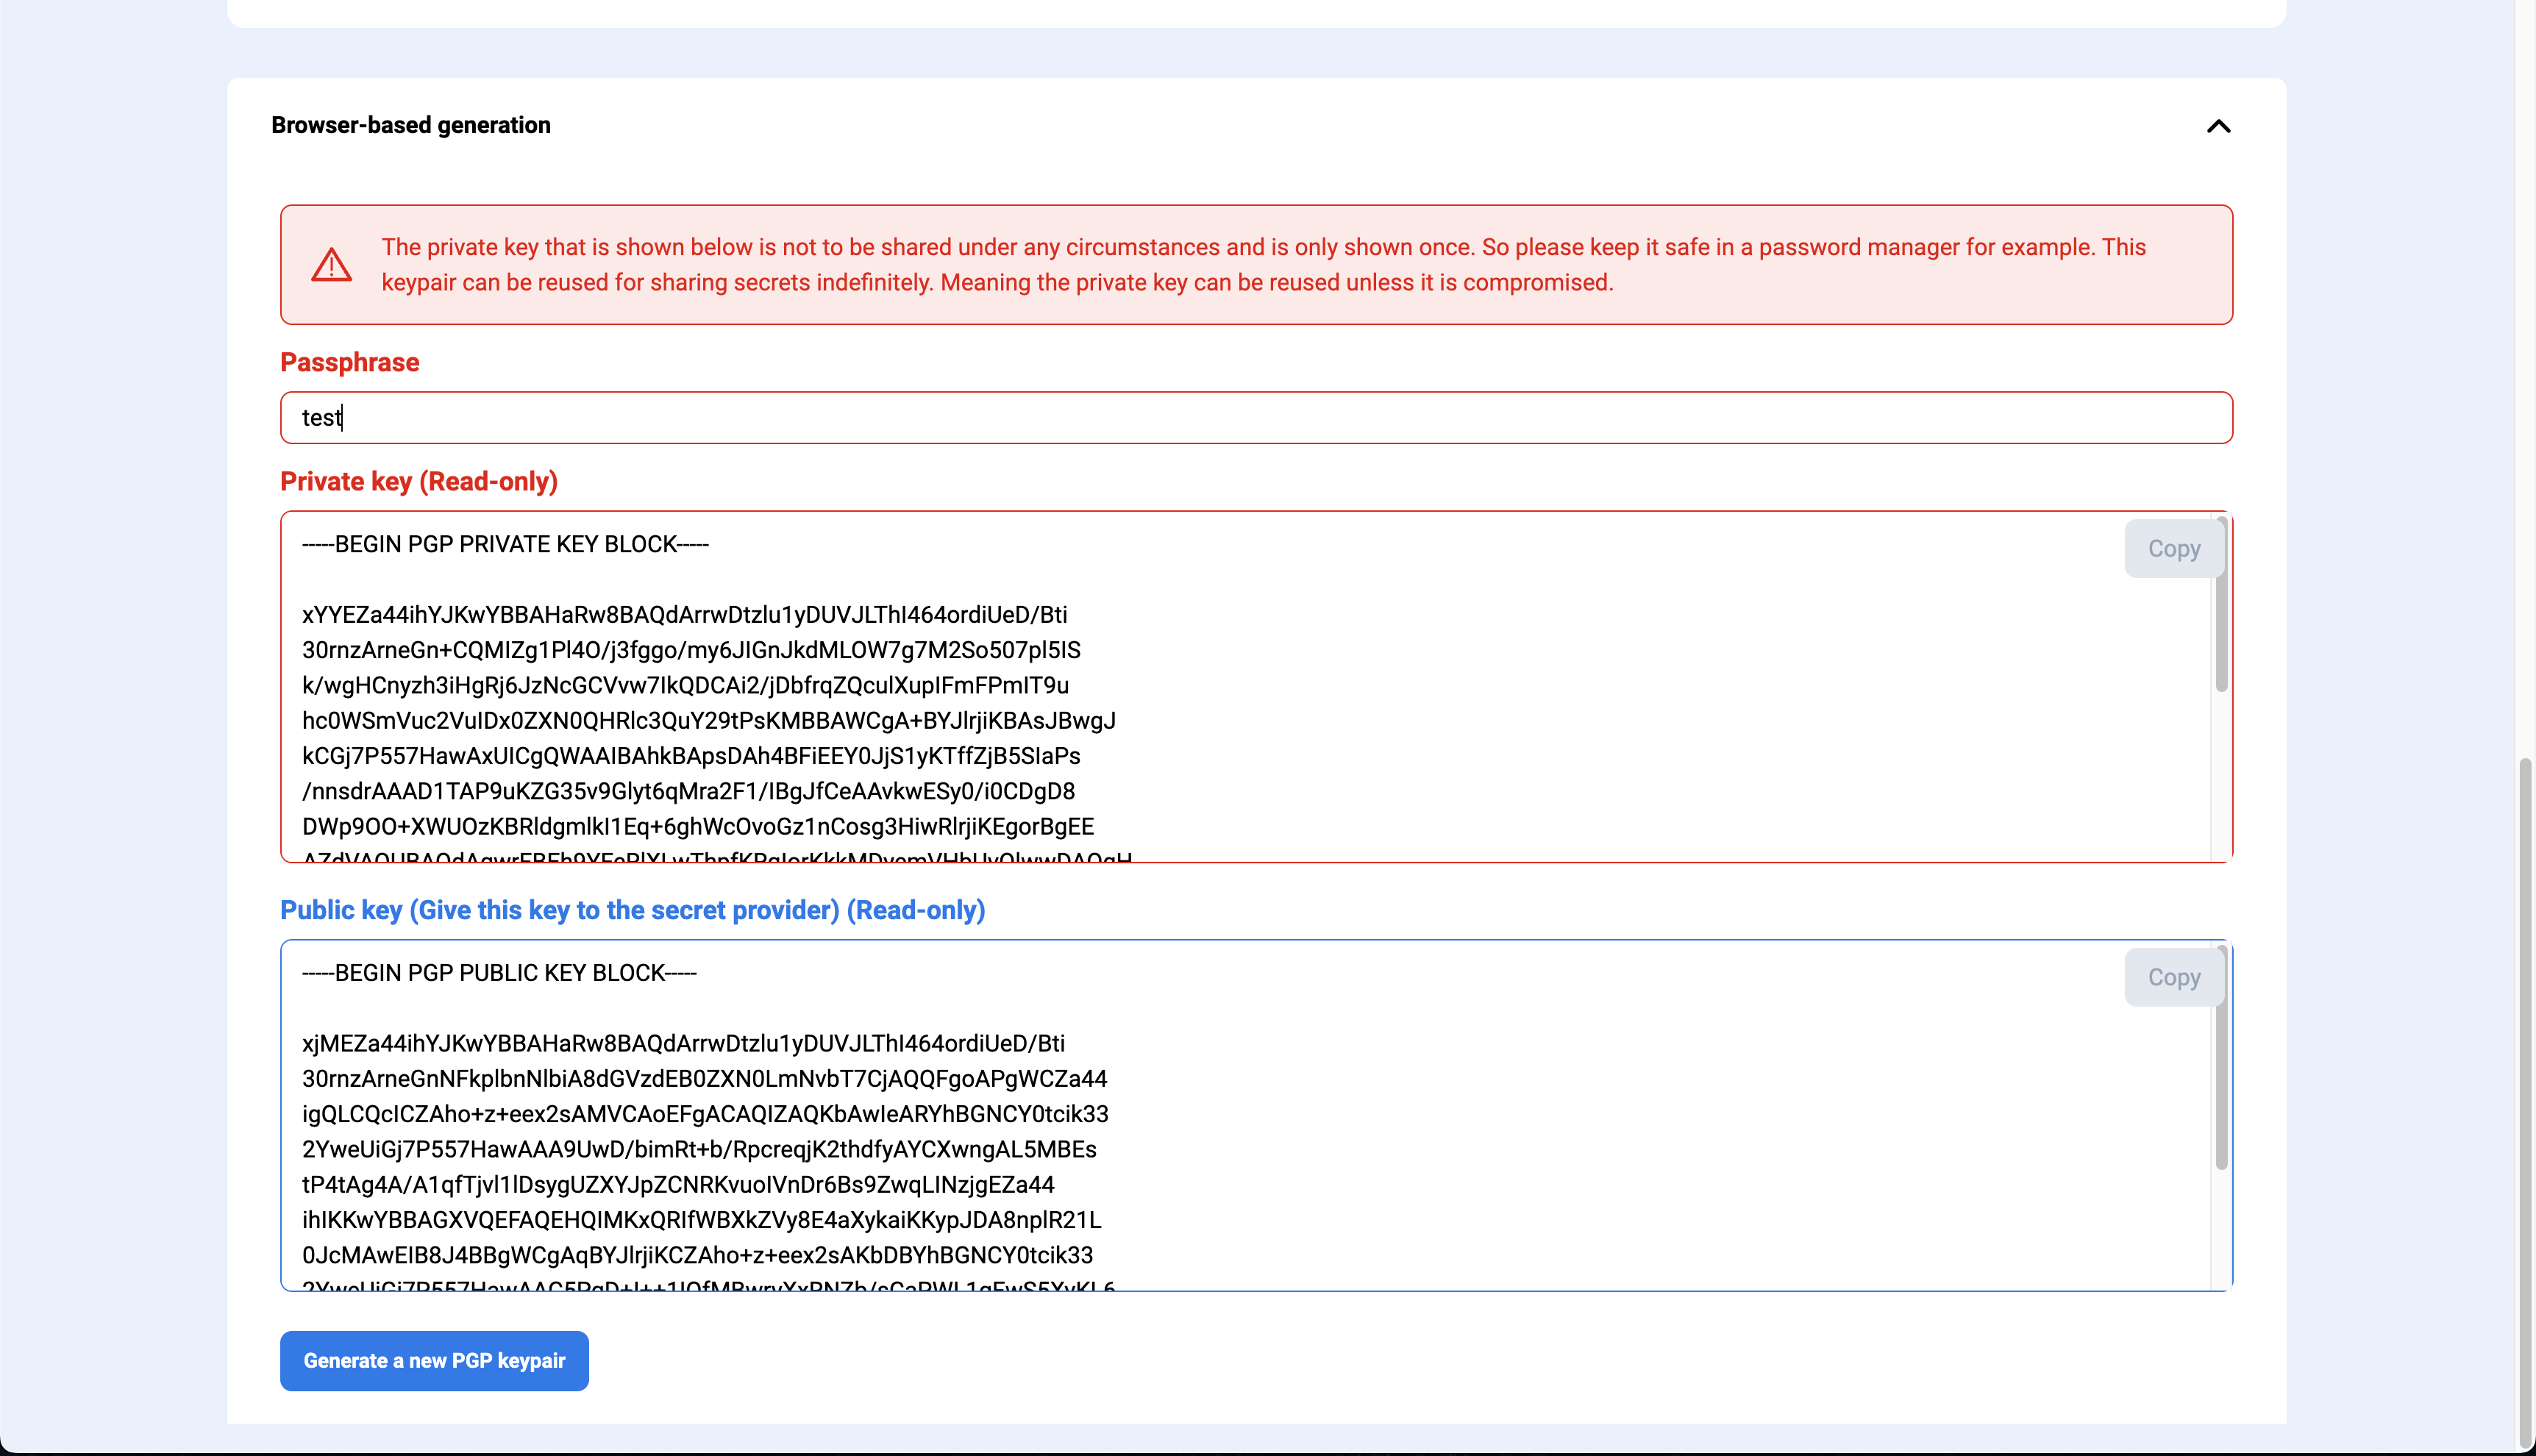 Browser-based generation
The private key that is shown below is not to be shared under any circumstances and is only shown once. So please keep it safe in a password manager for example. This
keypair can be reused for sharing secrets indefinitely. Meaning the private key can be reused unless it is compromised.
Passphrase
test
Private key (Read-only)
-----BEGIN PGP PRIVATE KEY BLOCK-----
Copy
xYYEZa44ihYJKwYBBAHaRw8BAQdArrwDtzlu1yDUVJLThI464ordiUeD/Bti
30rnzArneGn+CQMIZg1Pl4O/j3fggo/my6JIGnJkdMLOW7g7M2So507pl5IS
k/wgHCnyzh3iHgRj6JzNcGCVvw7IkQDCAi2/jDbfrqZQculXupIFmFPmIT9u
hc0WSmVuc2VuIDx0ZXN0QHRlc3QuY29tPsKMBBAWCgA+BYJlrjiKBAsJBwgJ
kCGj7P557HawAxUICgQWAAIBAhkBApsDAh4BFiEEY0JjS1yKTffZjB5SIaPs
/nnsdrAAAD1TAP9uKZG35v9Glyt6qMra2F1/IBgJfCeAAvkwESy0/i0CDgD8
DWp9OO+XWUOzKBRldgmlkI1Eq+6ghWcOvoGz1nCosg3HiwRlrjiKEgorBgEE
Public key (Give this key to the secret provider) (Read-only)
-----BEGIN PGP PUBLIC KEY BLOCK-----
Copy
xjMEZa44ihYJKwYBBAHaRw8BAQdArrwDtzlu1yDUVJLThI464ordiUeD/Bti
30rnzArneGnNFkplbnNlbiA8dGVzdEB0ZXN0LmNvbT7CjAQQFgoAPgWCZa44
igQLCQcICZAho+z+eex2sAMVCAoEFgACAQIZAQKbAwIeARYhBGNCY0tcik33
2YweUiGj7P557HawAAA9UwD/bimRt+b/RpcreqjK2thdfyAYCXwngAL5MBEs
tP4tAg4A/A1qfTjvl1lDsygUZXYJpZCNRKvuoIVnDr6Bs9ZwqLINzjgEZa44
ihIKKwYBBAGXVQEFAQEHQIMKxQRIfWBXkZVy8E4aXykaiKKypJDA8nplR21L
0JcMAwEIB8J4BBgWCgAqBYJlrjiKCZAho+z+eex2sAKbDBYhBGNCY0tcik33
Generate a new PGP keypair